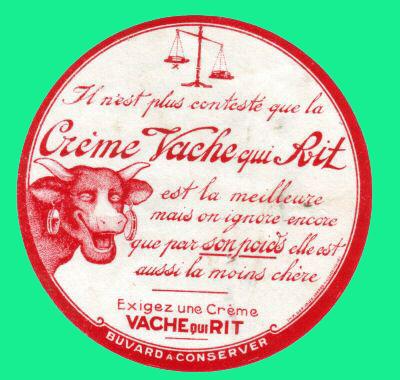 Il n'est plus contesté que la
Crème Vache qui Rit
est la meilleure
mais on ignore encore
que par son poids elle est
aussi la moins chère
Exigez une Crème
VACHE qui RIT
BUVARD A CONSERVER